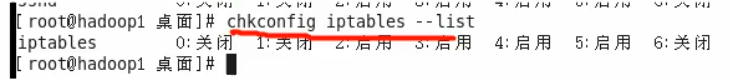 [root@hadoop1 桌面]# chkconfig iptables --list
iptables 0:关闭 1:关闭 2:启用 3:启用 4:启用 5:启用 6:关闭
[root@hadoop1 桌面]#